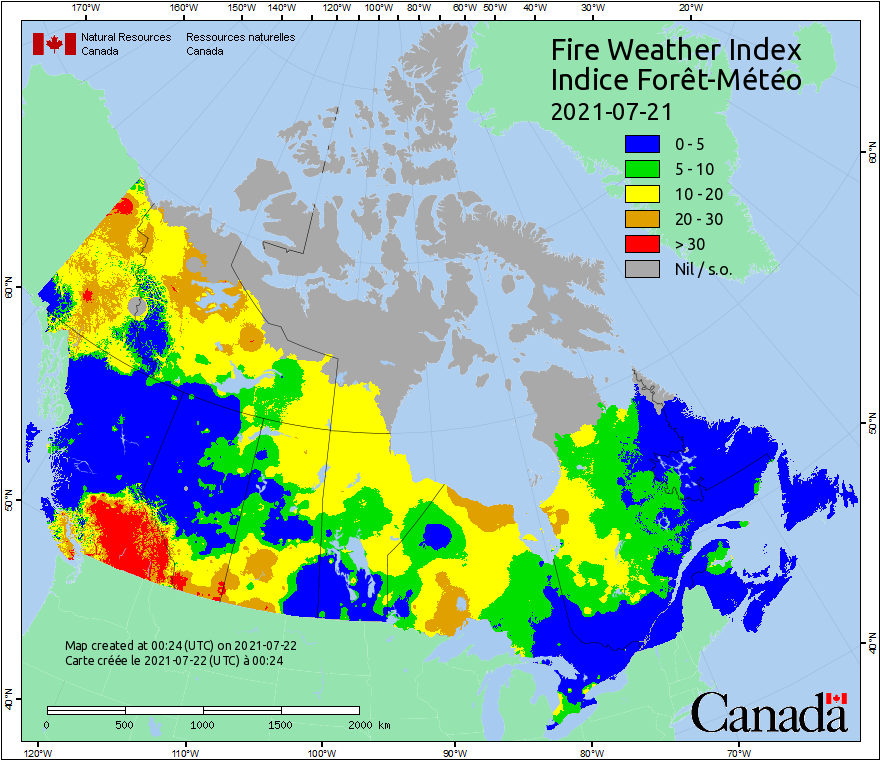 170°W 160°W 150°W 140°W 120°W 100°W 80°W 60°W 50°W 40°W 30°W 20°W
Natural Resources Ressources naturelles
Canada Canada
Fire Weather Index
Indice Forêt-Météo
2021-07-21
0 - 5
5 - 10
10 - 20
20 - 30
> 30
Nil / s.o.
60°N
60°N
50°N
50°N
40°N
40°N
Map created at 00:24 (UTC) on 2021-07-22
Carte créée le 2021-07-22 (UTC) à 00:24
0 500 1000 1500 2000 km
Canada
120°W 110°W 100°W 90°W 80°W 70°W